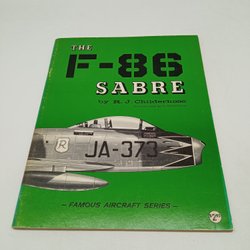 THE
F-86
SABRE
by R. J. Childerhose
R
JA-373
— FAMOUS AIRCRAFT SERIES —